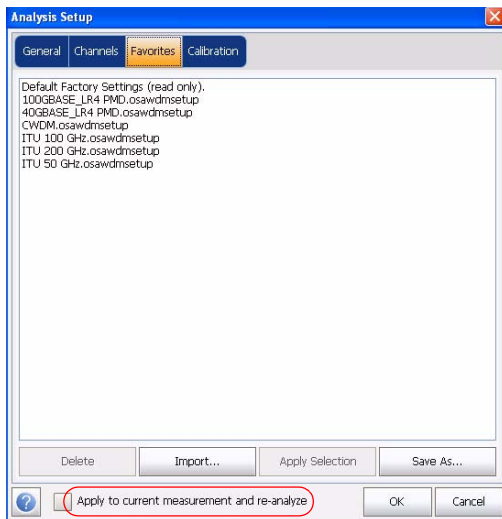 Analysis Setup
General Channels Favorites Calibration
Default Factory Settings (read only).
100GBASE_LR4 PMD.osawdmsetup
40GBASE_LR4 PMD.osawdmsetup
CWDM.osawdmsetup
ITU 100 GHz.osawdmsetup
ITU 200 GHz.osawdmsetup
ITU 50 GHz.osawdmsetup
Delete Import... Apply Selection Save As...
? Apply to current measurement and re-analyze OK Cancel